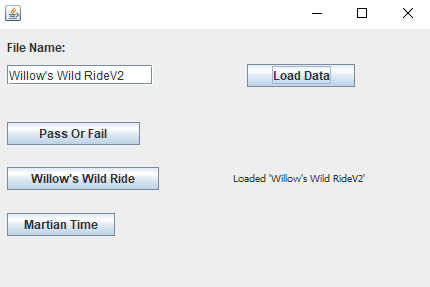 File Name:
Willow's Wild RideV2
Load Data
Pass Or Fail
Willow's Wild Ride
Loaded 'Willow's Wild RideV2'
Martian Time